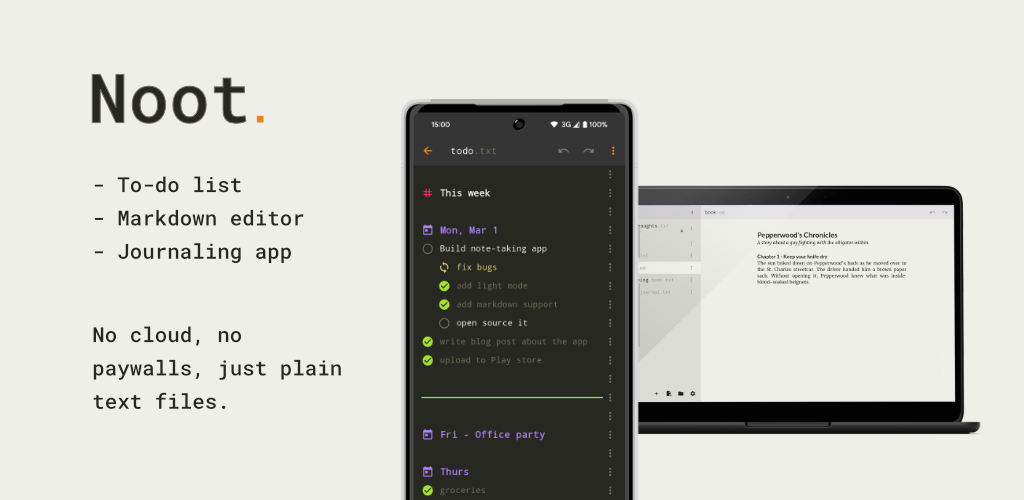 Noot.
- To-do list
- Markdown editor
- Journaling app
No cloud, no
paywalls, just plain
text files.
15:00
3G
100%
todo.txt
# This week
Mon, Mar 1
Build note-taking app
fix bugs
add light mode
add markdown support
open source it
write blog post about the app
upload to Play store
Fri - Office party
Thurs
groceries
book.md
Pepperwood's Chronicles
A story about a guy fighting with the alligator within.
Chapter 1 - Keep your knife dry
The sun baked down on Pepperwood's back as he moved over to
the St. Charles streetcar. The driver handed him a brown paper
sack. Without opening it, Pepperwood knew what was inside:
blood-soaked beignets.